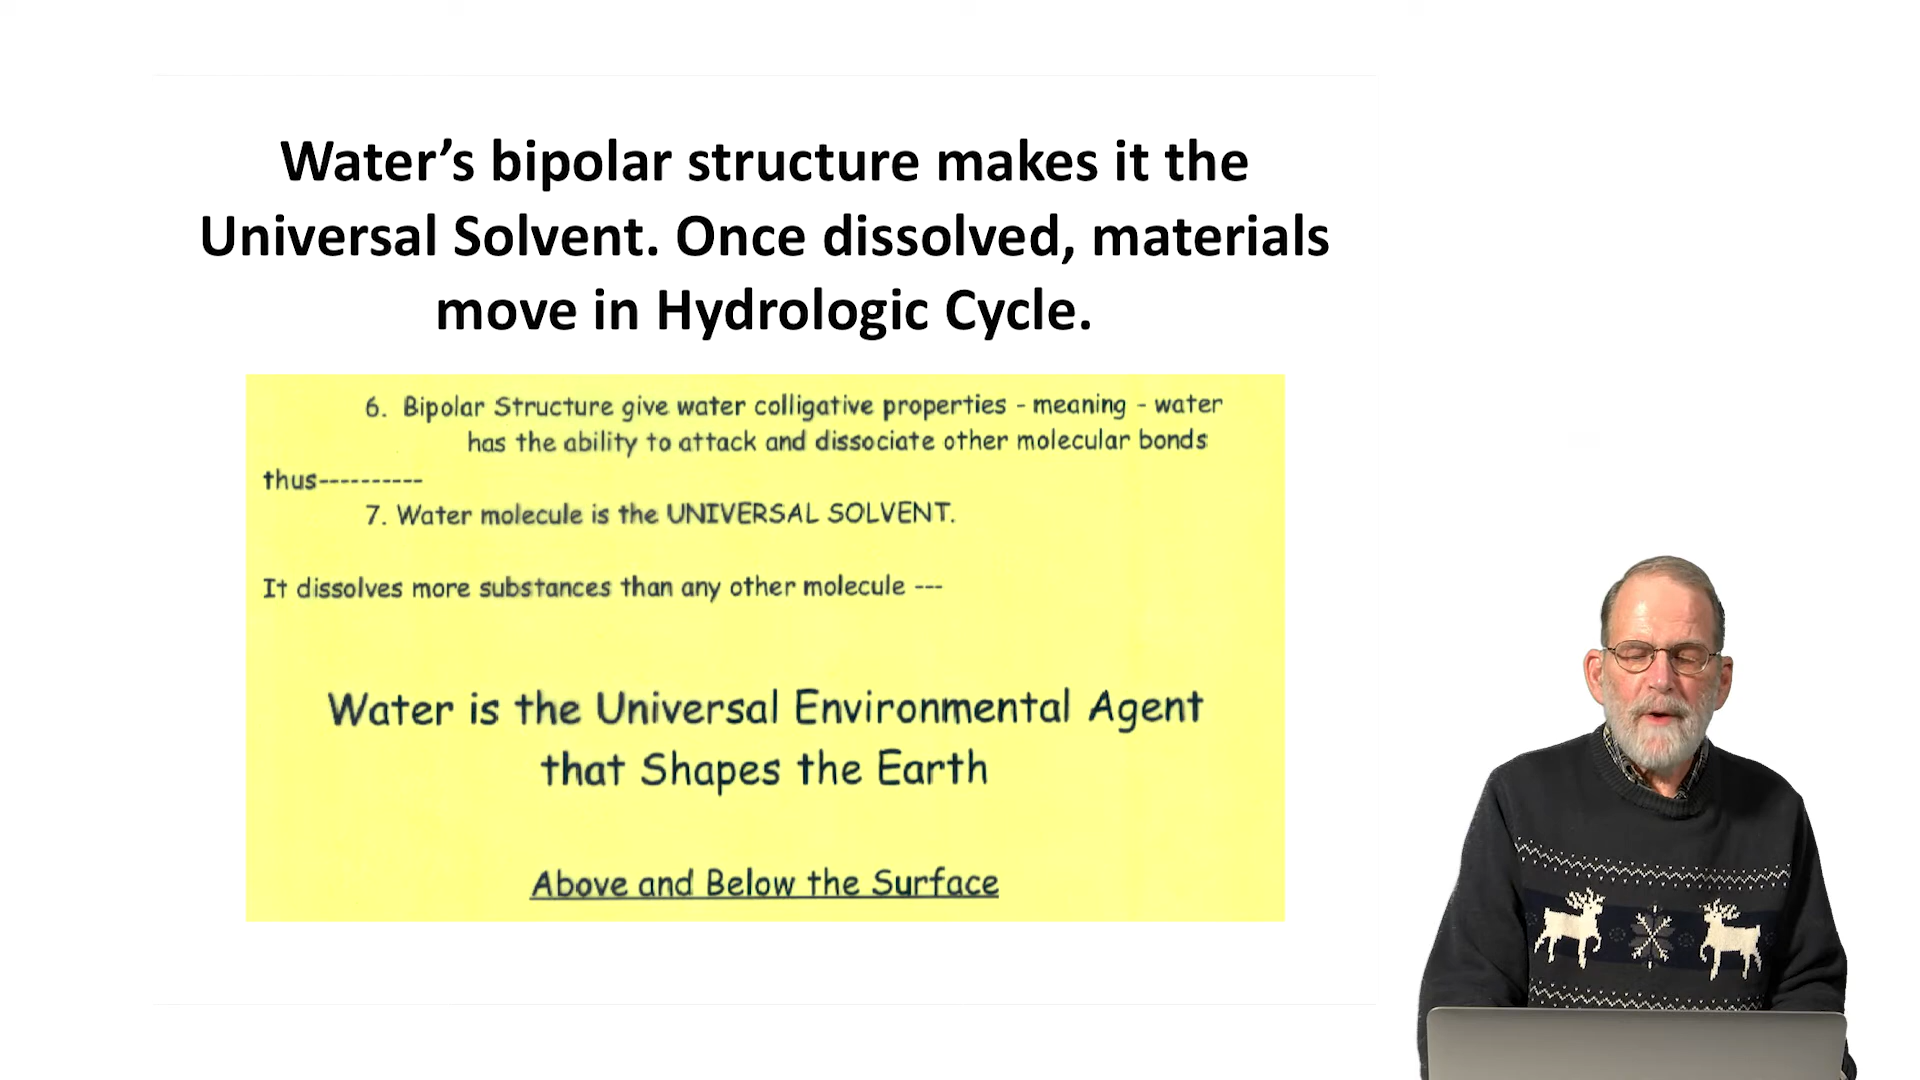 Water’s bipolar structure makes it the
Universal Solvent. Once dissolved, materials
move in Hydrologic Cycle.
6. Bipolar Structure give water colligative properties - meaning - water
has the ability to attack and dissociate other molecular bonds
thus----------
7. Water molecule is the UNIVERSAL SOLVENT.
It dissolves more substances than any other molecule ---
Water is the Universal Environmental Agent
that Shapes the Earth
Above and Below the Surface